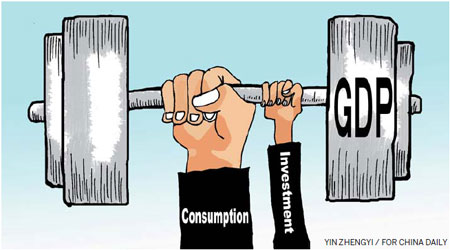 GDP
Consumption
Investment
YIN ZHENGYI / FOR CHINA DAILY